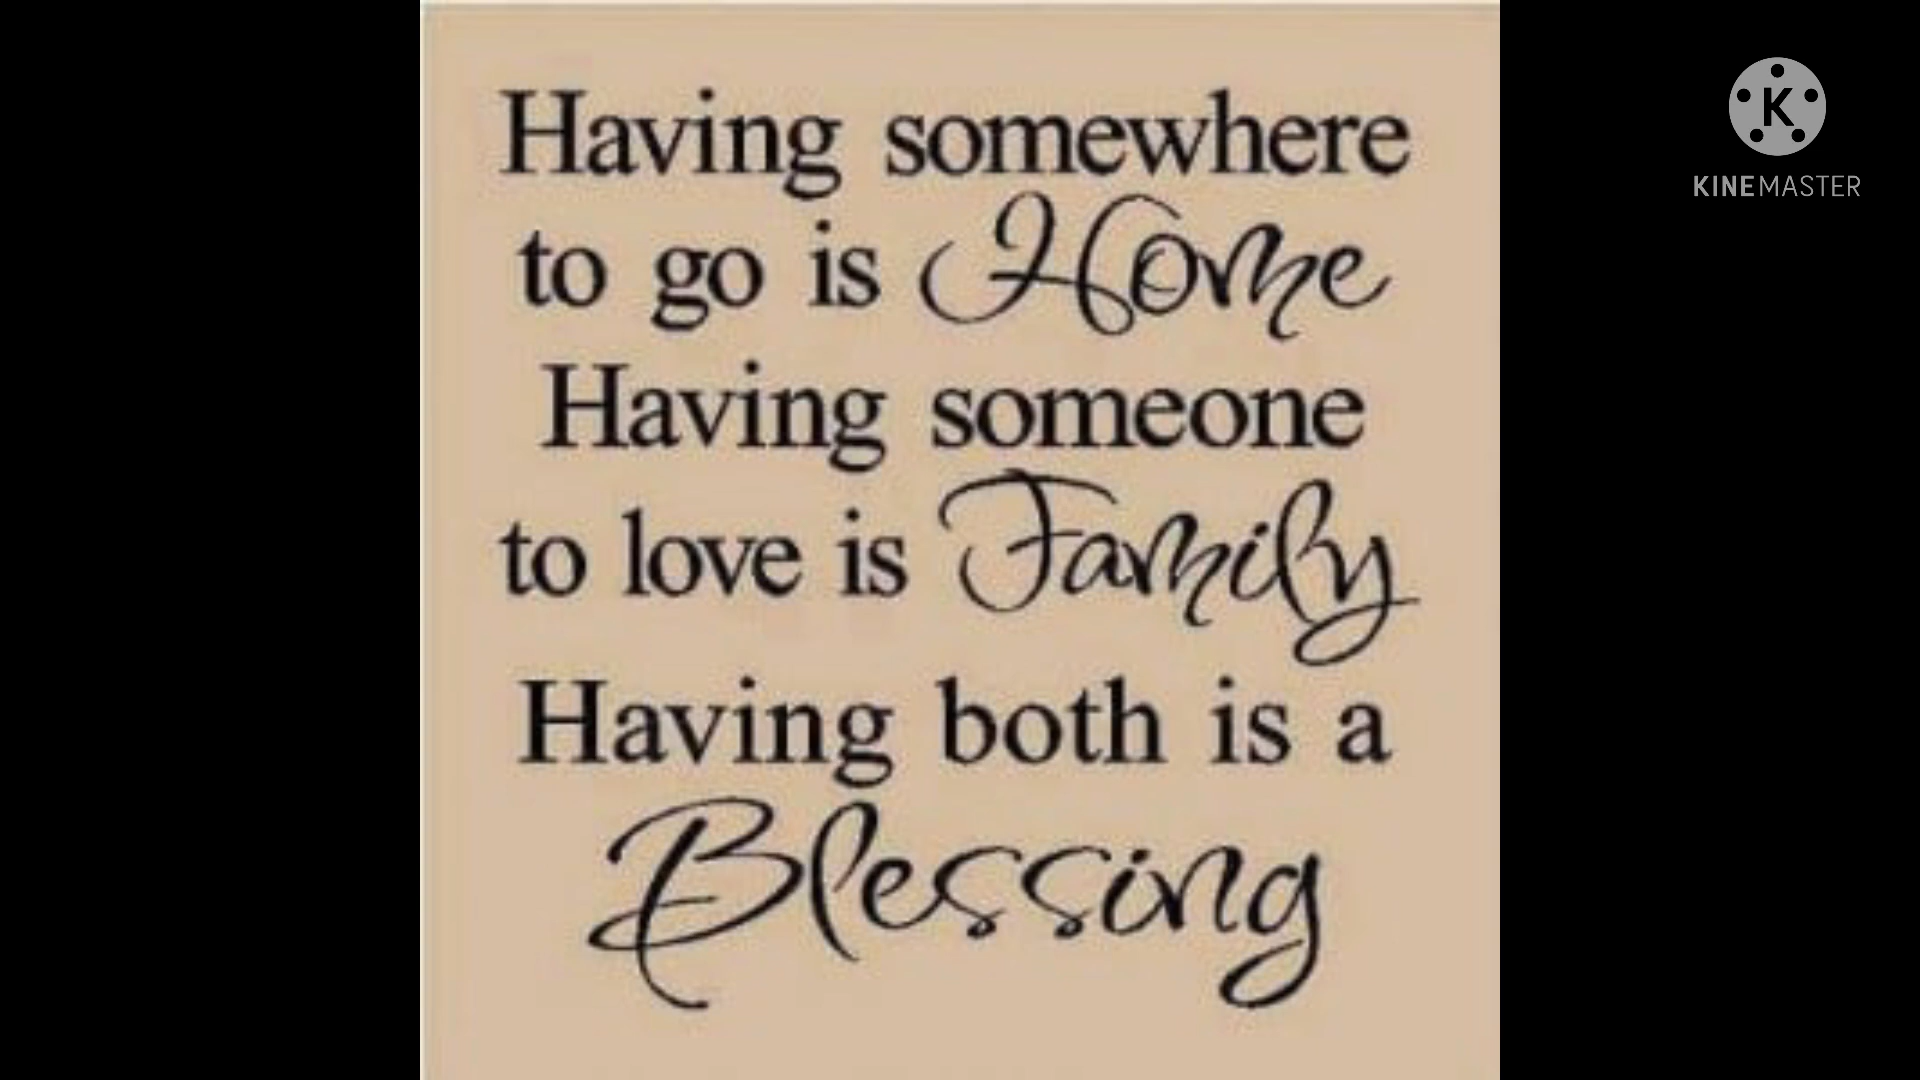 Having somewhere
to go is Home
Having someone
to love is Family
Having both is a
Blessing
K
KINEMASTER